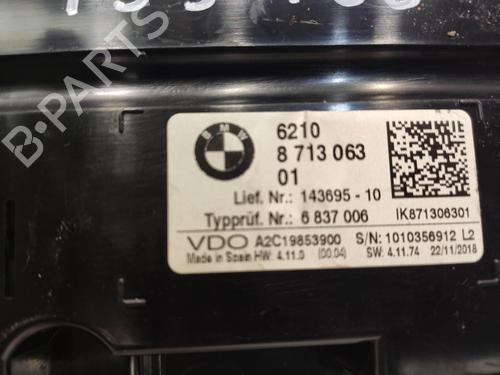 BMW
6210
8 713 063
01
Lief. Nr.: 143695 - 10
Typprüf. Nr.: 6 837 006
IK871306301
VDO A2C19853900 S/N: 1010356912 L2
Made in Spain HW: 4.11.0 (00.04) SW: 4.11.74 22/11/2018
B-PARTS